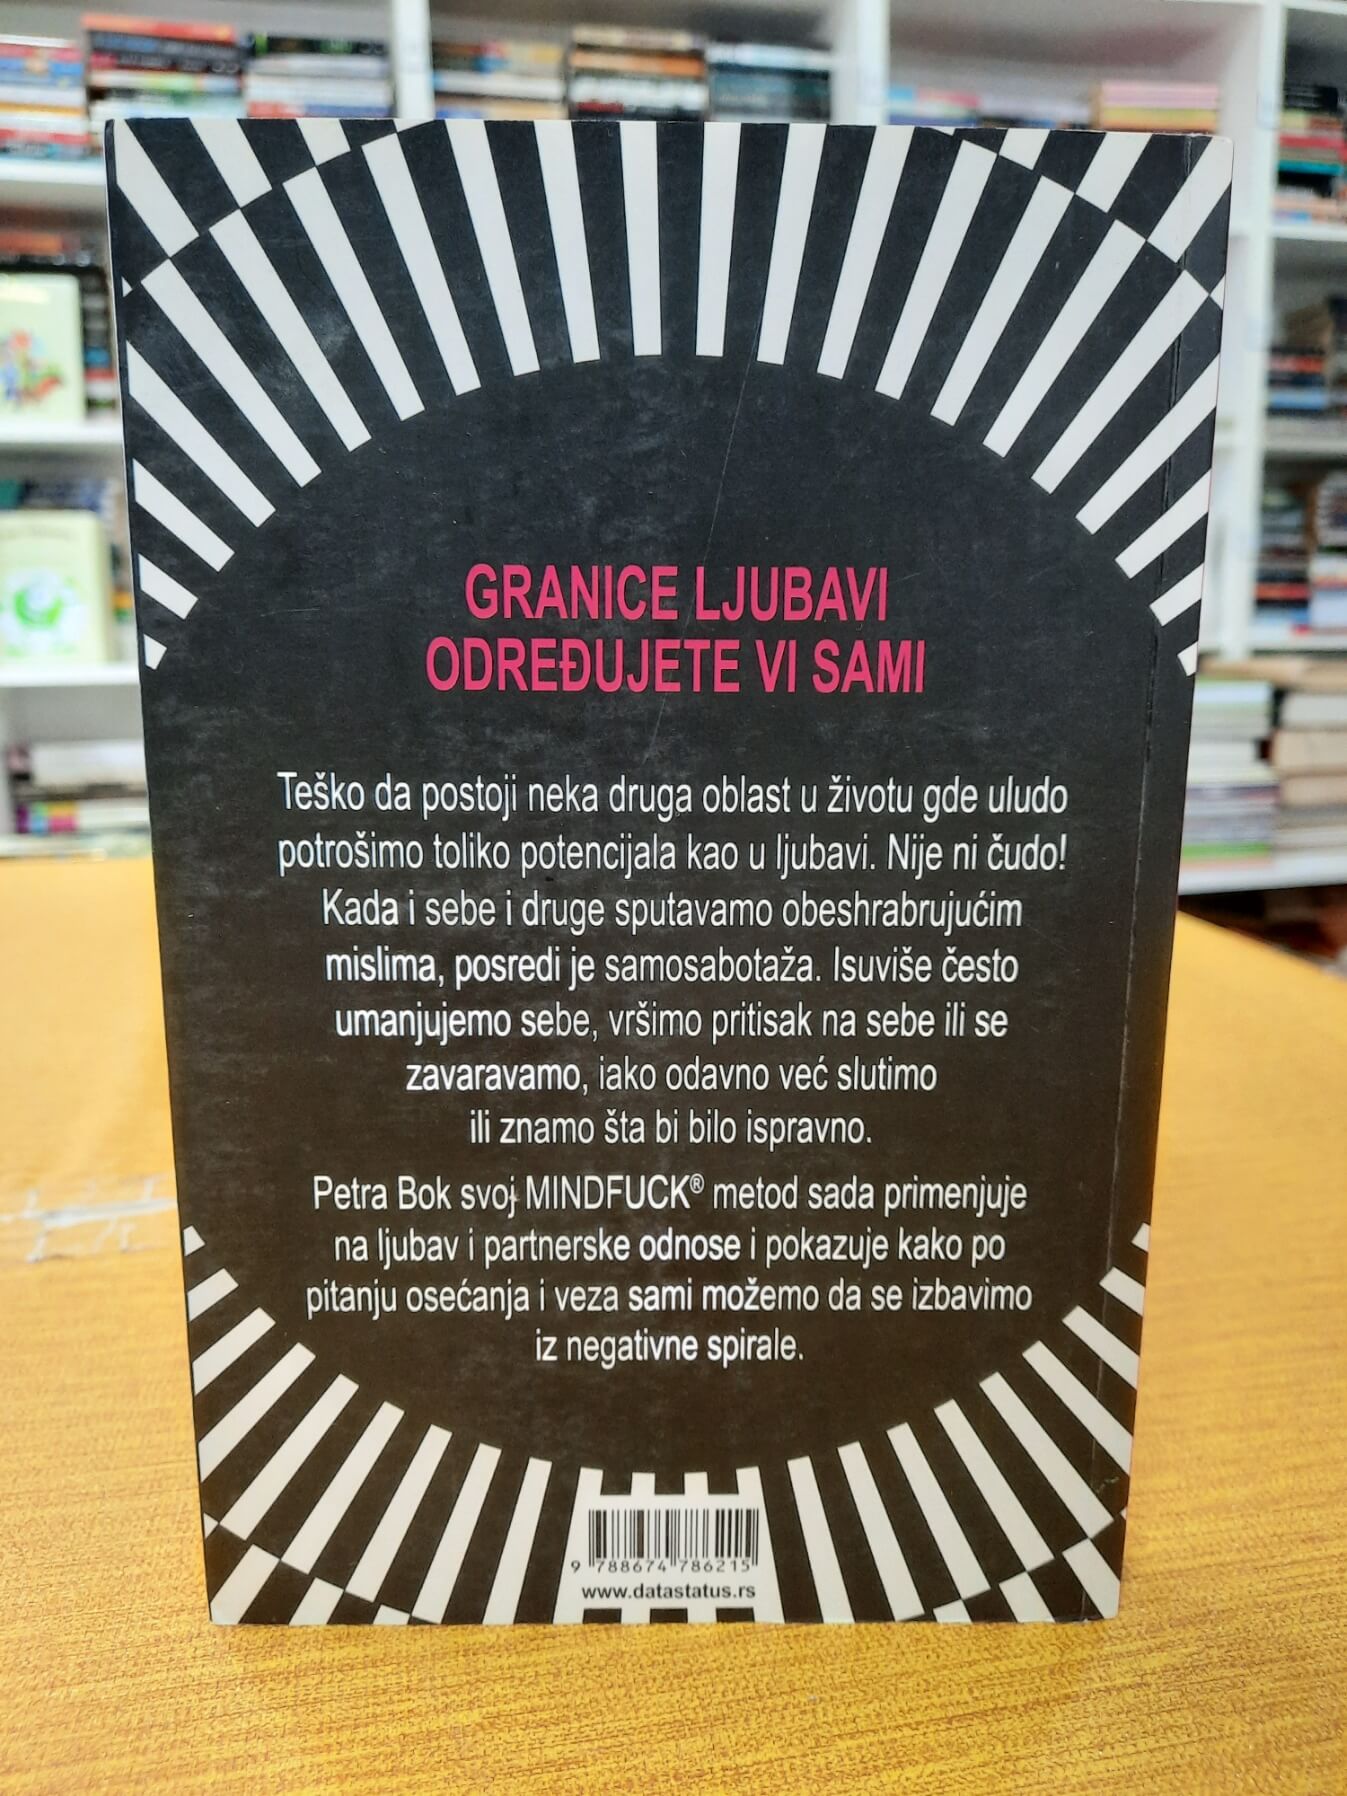 GRANICE LJUBAVI
ODREĐUJETE VI SAMI
Teško da postoji neka druga oblast u životu gde uludo
potrošimo toliko potencijala kao u ljubavi. Nije ni čudo!
Kada i sebe i druge sputavamo obeshrabrujućim
mislima, posredi je samosabotaža. Isuviše često
umanjujemo sebe, vršimo pritisak na sebe ili se
zavaravamo, iako odavno već slutimo
ili znamo šta bi bilo ispravno.
Petra Bok svoj MINDFUCK® metod sada primenjuje
na ljubav i partnerske odnose i pokazuje kako po
pitanju osećanja i veza sami možemo da se izbavimo
iz negativne spirale.
9 788674 786215
www.datastatus.rs